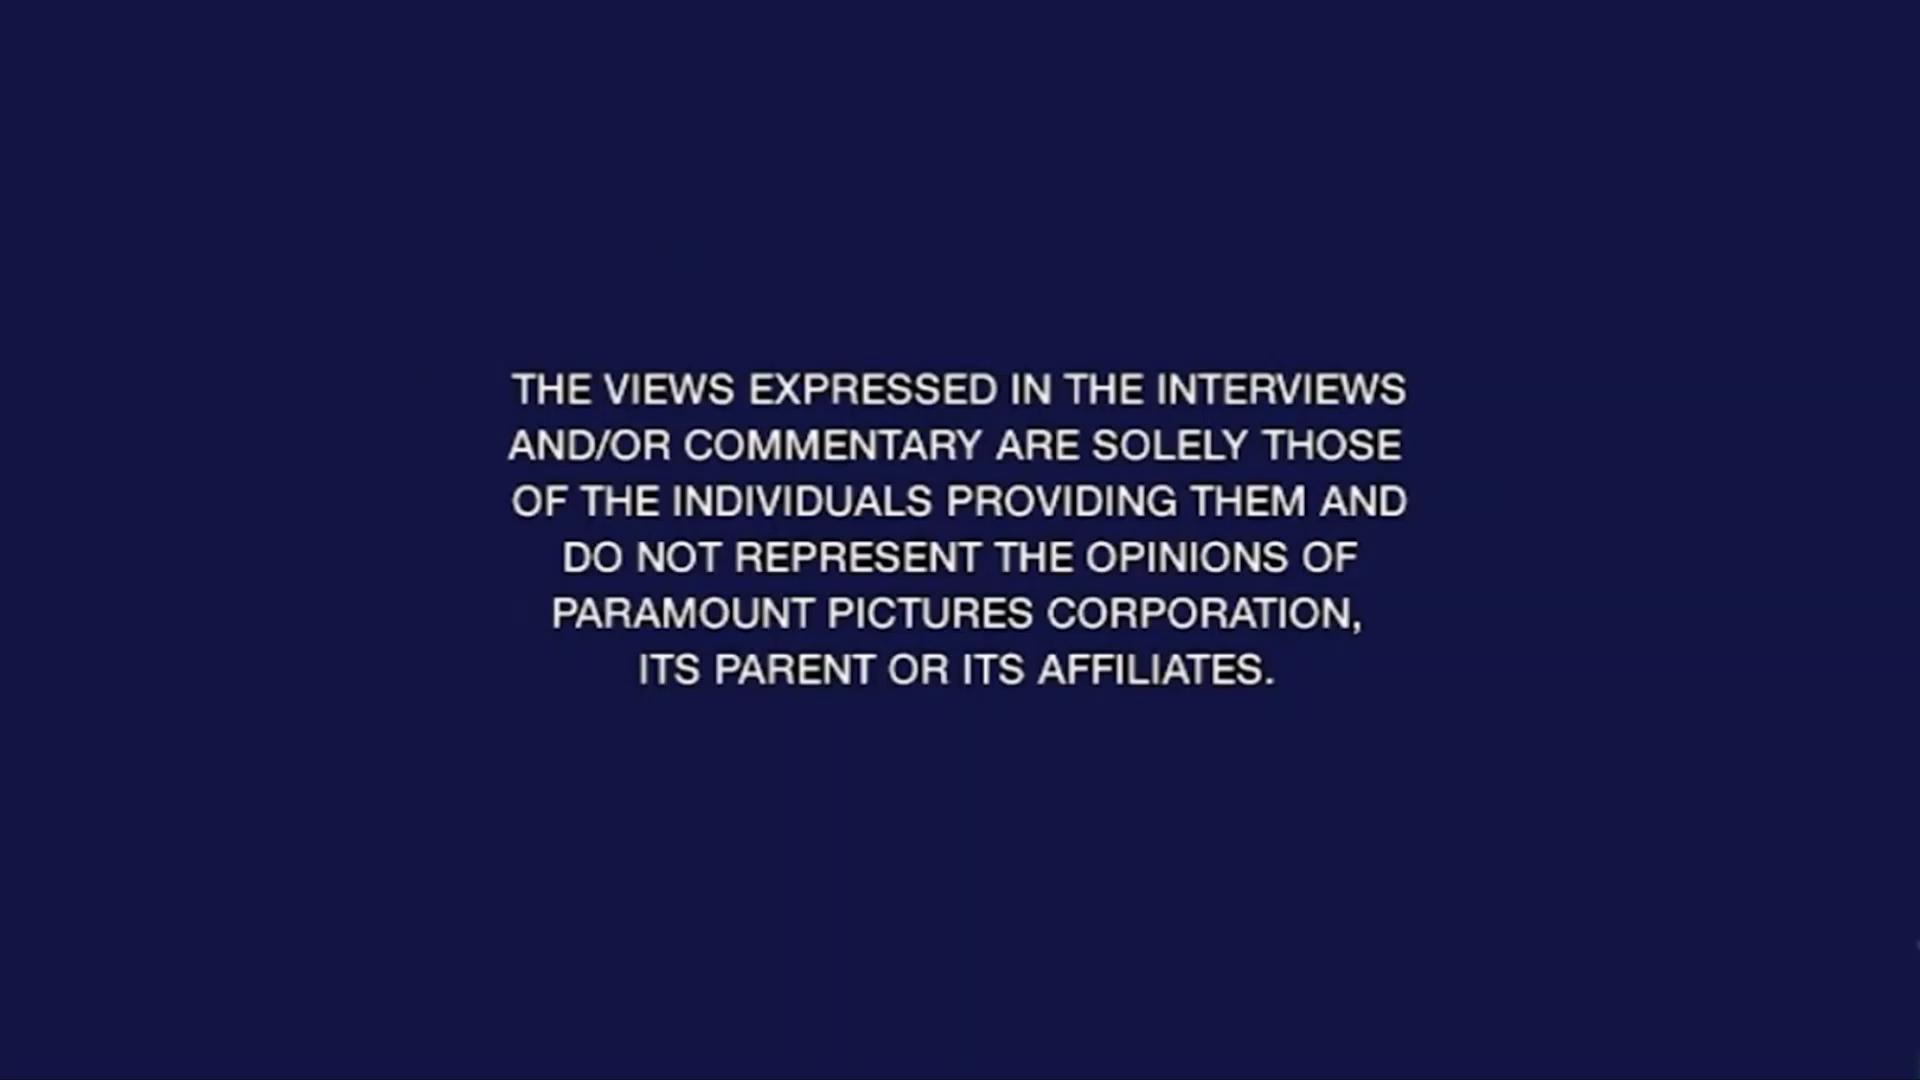 THE VIEWS EXPRESSED IN THE INTERVIEWS
AND/OR COMMENTARY ARE SOLELY THOSE
OF THE INDIVIDUALS PROVIDING THEM AND
DO NOT REPRESENT THE OPINIONS OF
PARAMOUNT PICTURES CORPORATION,
ITS PARENT OR ITS AFFILIATES.